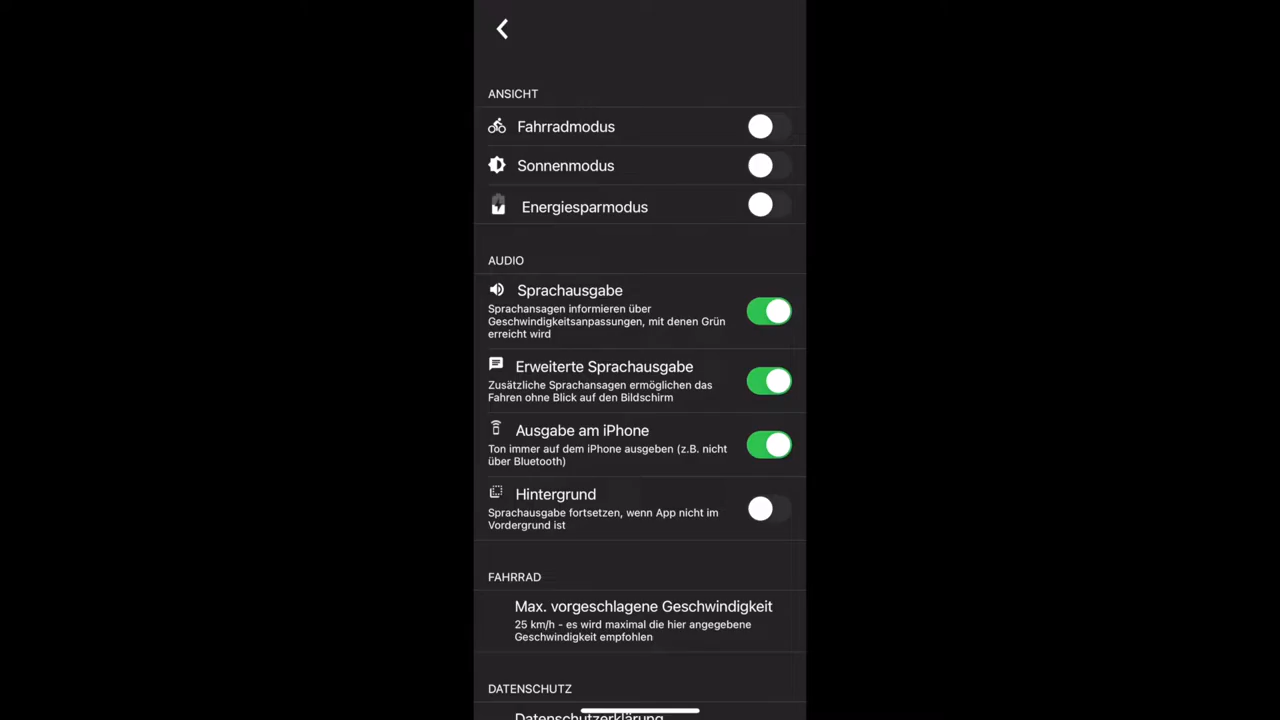 ANSICHT
Fahrradmodus
Sonnenmodus
Energiesparmodus
AUDIO
Sprachausgabe
Sprachansagen informieren über
Geschwindigkeitsanpassungen, mit denen Grün
erreicht wird
Erweiterte Sprachausgabe
Zusätzliche Sprachansagen ermöglichen das
Fahren ohne Blick auf den Bildschirm
Ausgabe am iPhone
Ton immer auf dem iPhone ausgeben (z.B. nicht
über Bluetooth)
Hintergrund
Sprachausgabe fortsetzen, wenn App nicht im
Vordergrund ist
FAHRRAD
Max. vorgeschlagene Geschwindigkeit
25 km/h - es wird maximal die hier angegebene
Geschwindigkeit empfohlen
DATENSCHUTZ
Datenschutzerklärung